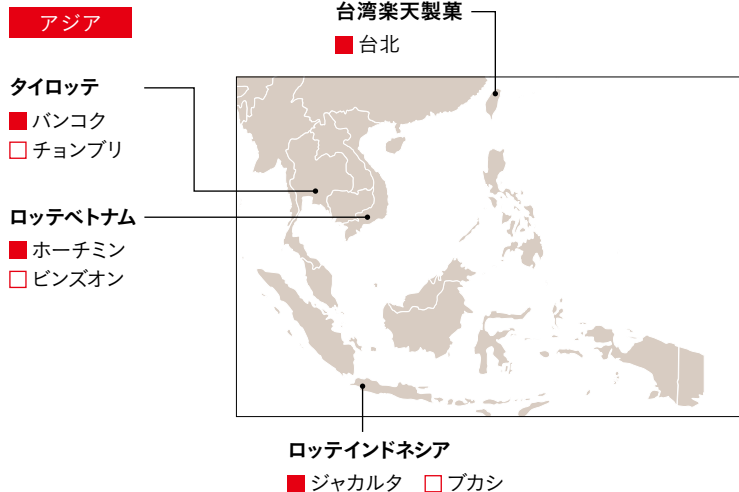 アジア
台湾楽天製菓
台北
タイロッテ
バンコク
チョンブリ
ロッテベトナム
ホーチミン
ビンズオン
ロッテインドネシア
ジャカルタ ブカシ